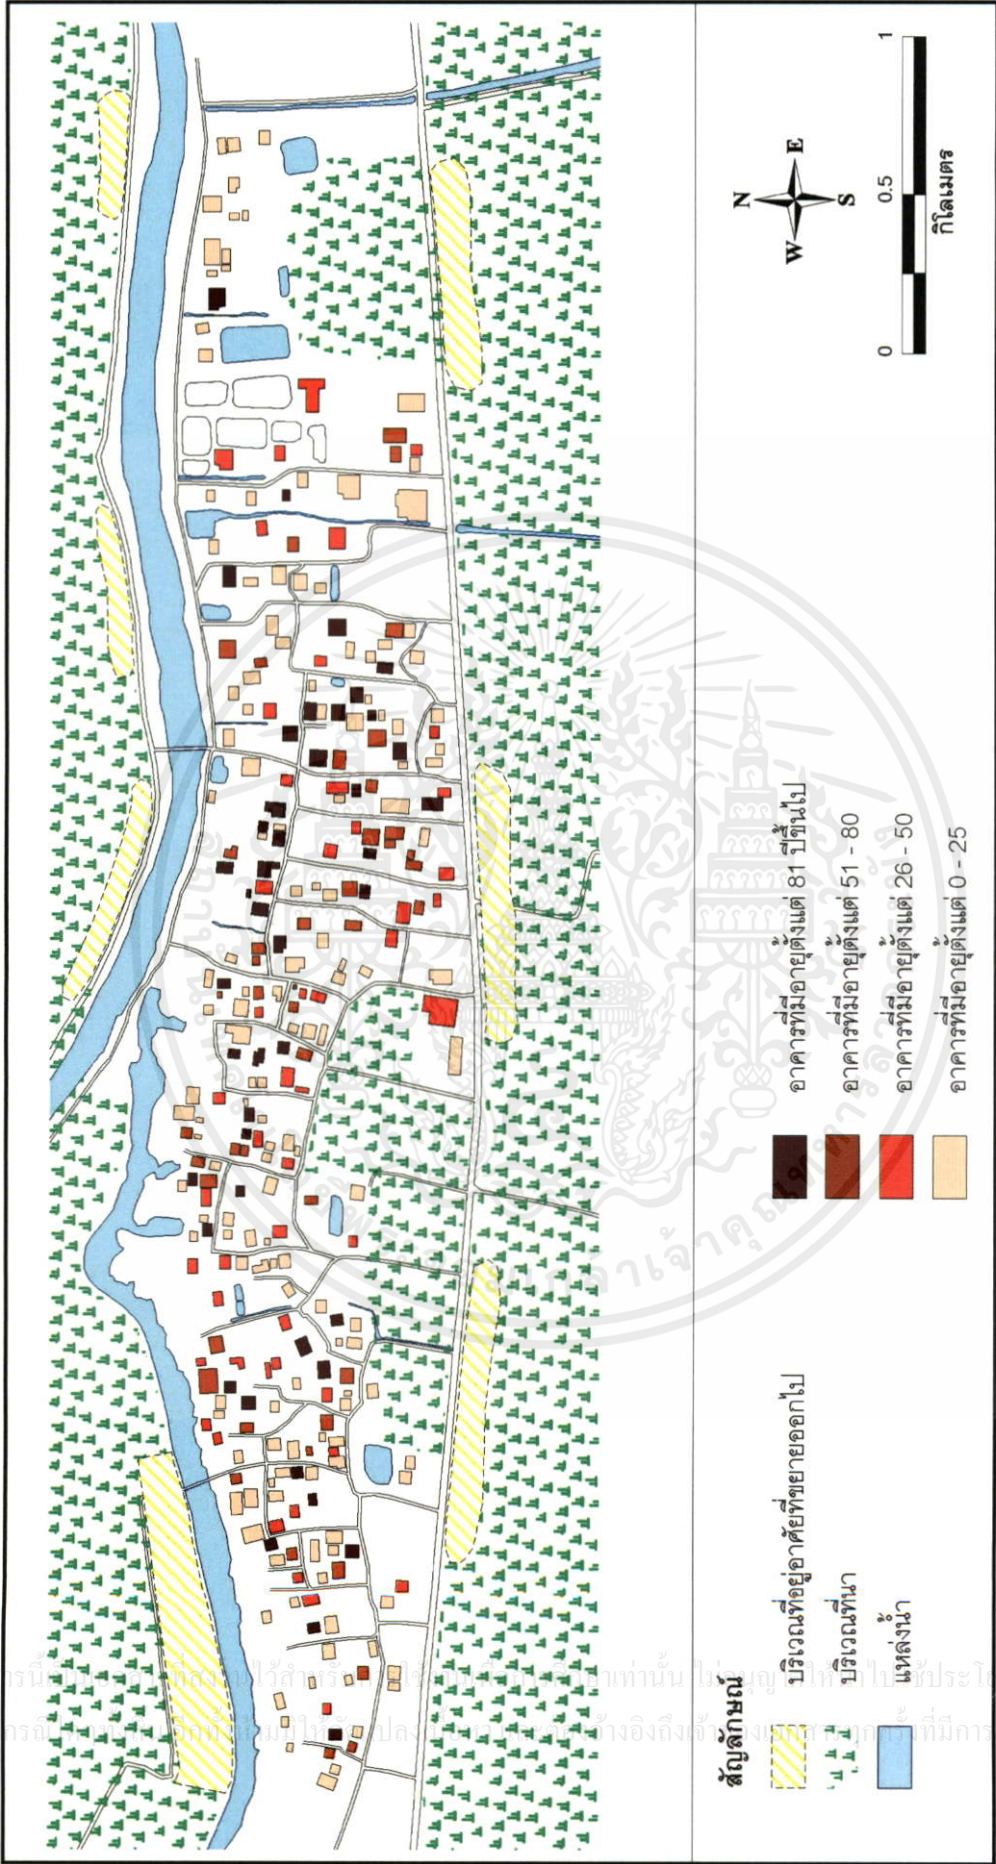 สัญลักษณ์
บริเวณที่อยู่อาศัยที่ขยายออกไป
บริเวณที่นา
แหล่งน้ำ
อาคารที่มีอายุตั้งแต่ 81 ปีขึ้นไป
อาคารที่มีอายุตั้งแต่ 51 - 80
อาคารที่มีอายุตั้งแต่ 26 - 50
อาคารที่มีอายุตั้งแต่ 0 - 25
N
W E
S
0 0.5 1
กิโลเมตร